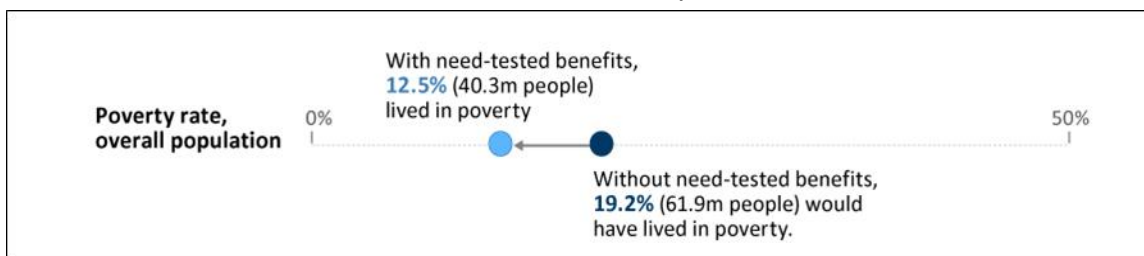 With need-tested benefits,
12.5% (40.3m people)
lived in poverty
Poverty rate,
overall population
0%
50%
Without need-tested benefits,
19.2% (61.9m people) would
have lived in poverty.